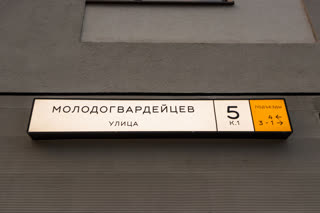 МОЛОДОГВАРДЕЙЦЕВ
УЛИЦА
5
К.1
ПОДЪЕЗДЫ
4 ←
3 - 1 →